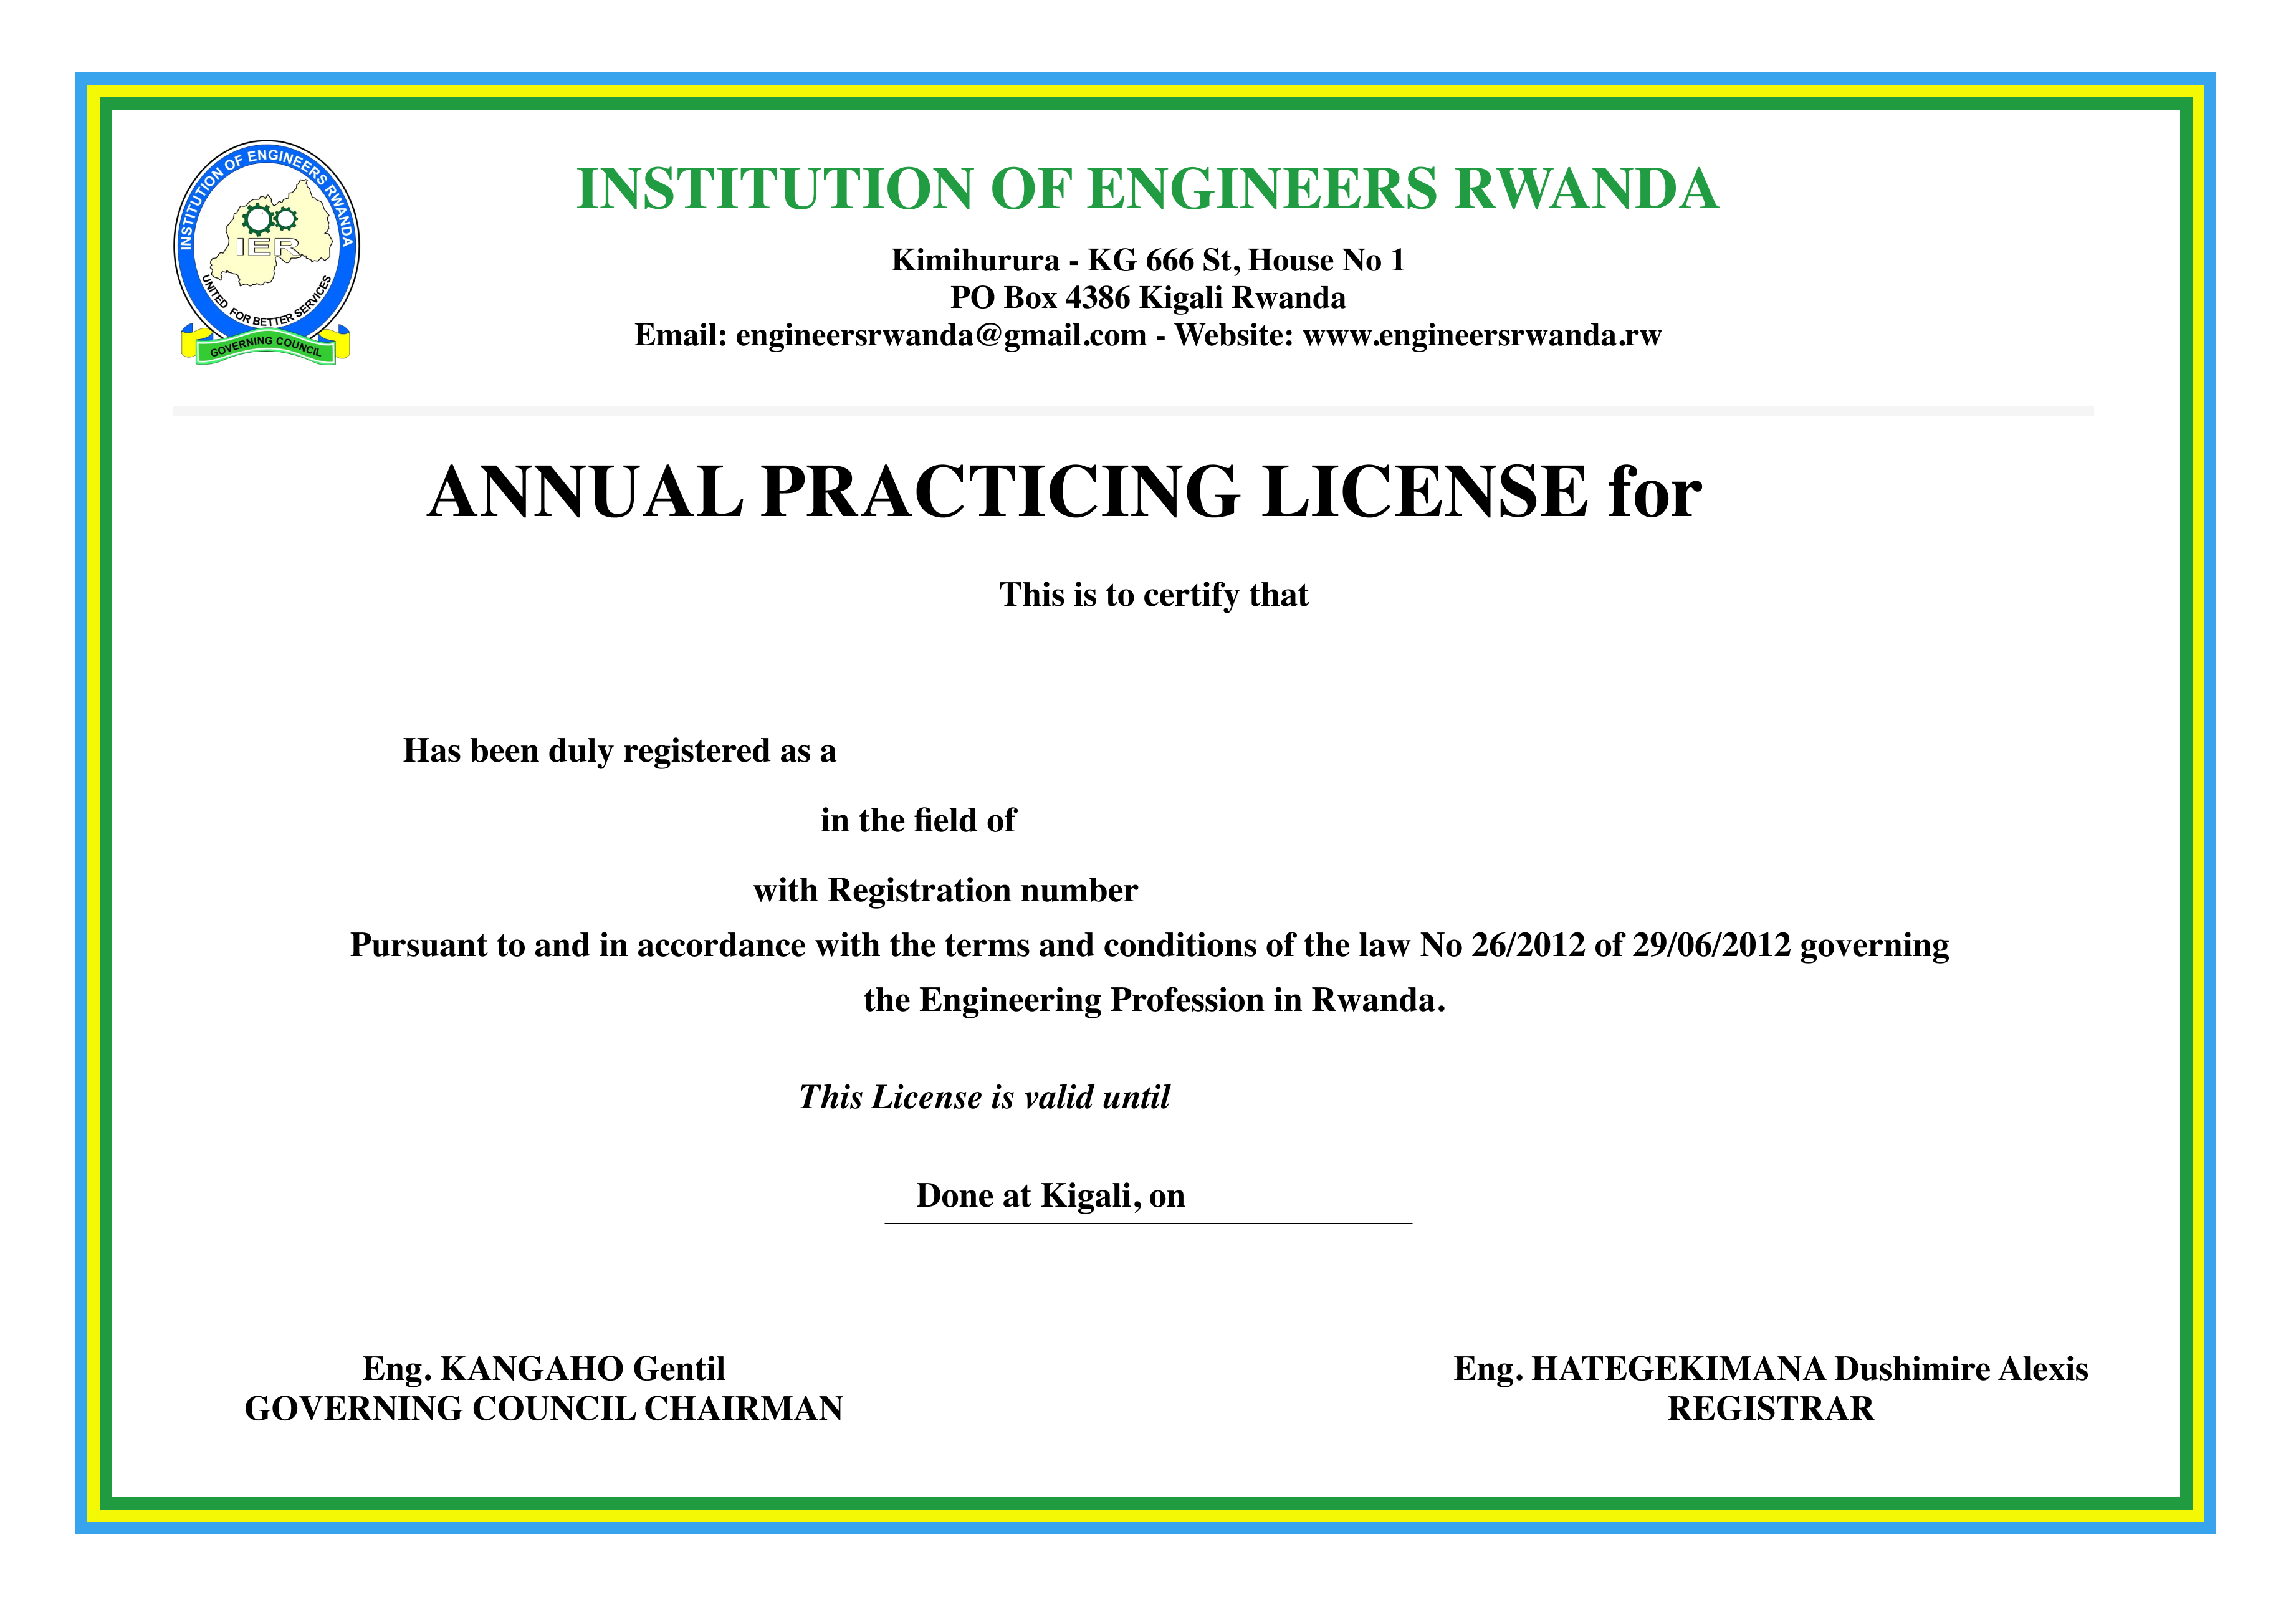 INSTITUTION OF ENGINEERS RWANDA
IER
UNITED FOR BETTER SERVICES
GOVERNING COUNCIL
INSTITUTION OF ENGINEERS RWANDA
Kimihurura - KG 666 St, House No 1
PO Box 4386 Kigali Rwanda
Email: engineersrwanda@gmail.com - Website: www.engineersrwanda.rw
ANNUAL PRACTICING LICENSE for
This is to certify that
Has been duly registered as a
in the field of
with Registration number
Pursuant to and in accordance with the terms and conditions of the law No 26/2012 of 29/06/2012 governing
the Engineering Profession in Rwanda.
This License is valid until
Done at Kigali, on
Eng. KANGAHO Gentil
GOVERNING COUNCIL CHAIRMAN
Eng. HATEGEKIMANA Dushimire Alexis
REGISTRAR